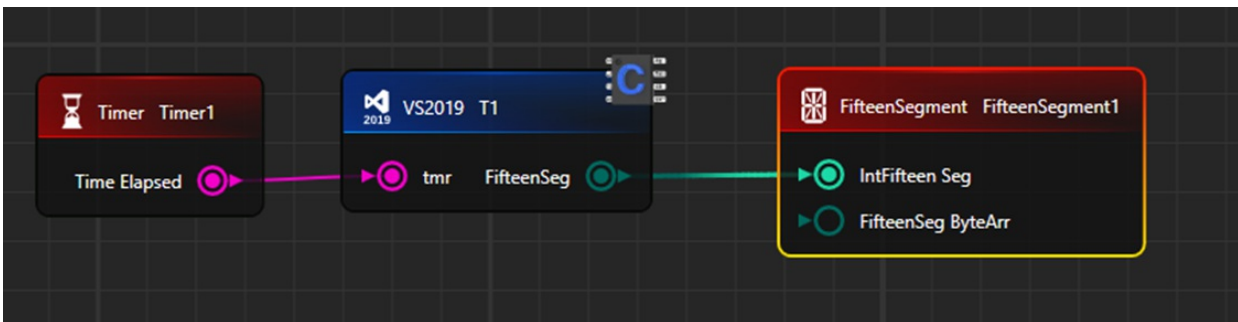 Timer Timer1
Time Elapsed
2019
VS2019 T1
C
tmr FifteenSeg
FifteenSegment FifteenSegment1
IntFifteen Seg
FifteenSeg ByteArr